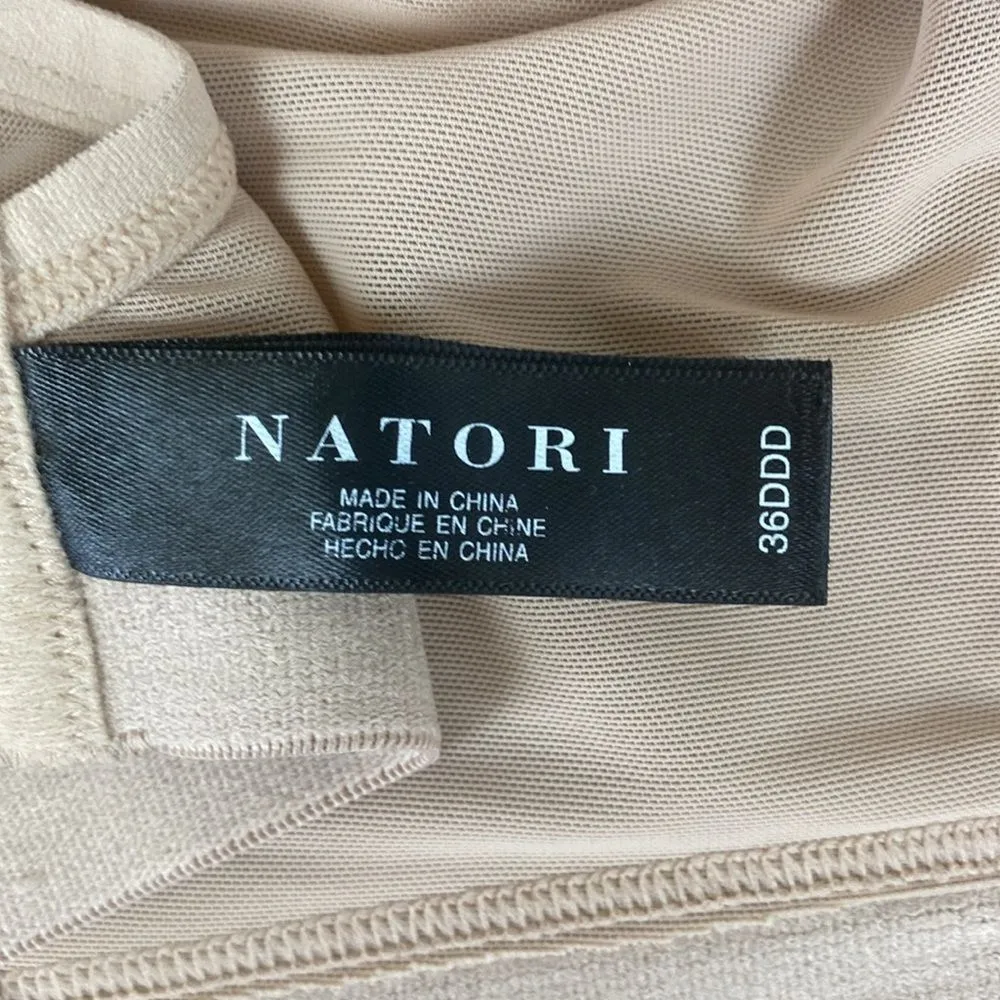 NATORI
MADE IN CHINA
FABRIQUE EN CHINE
HECHO EN CHINA
36DDD